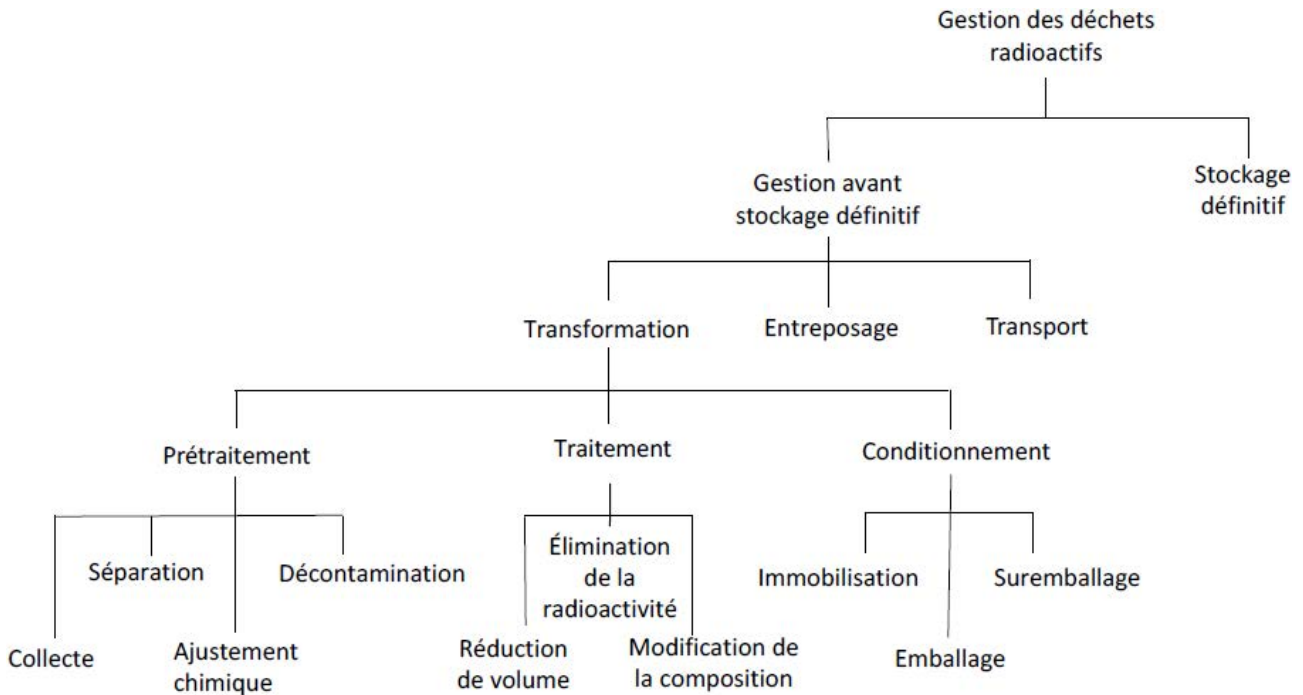 Gestion des déchets
radioactifs
Gestion avant
stockage définitif
Stockage
définitif
Transformation
Entreposage
Transport
Prétraitement
Traitement
Conditionnement
Collecte
Séparation
Ajustement
chimique
Décontamination
Réduction
de volume
Élimination
de la
radioactivité
Modification de
la composition
Immobilisation
Emballage
Suremballage